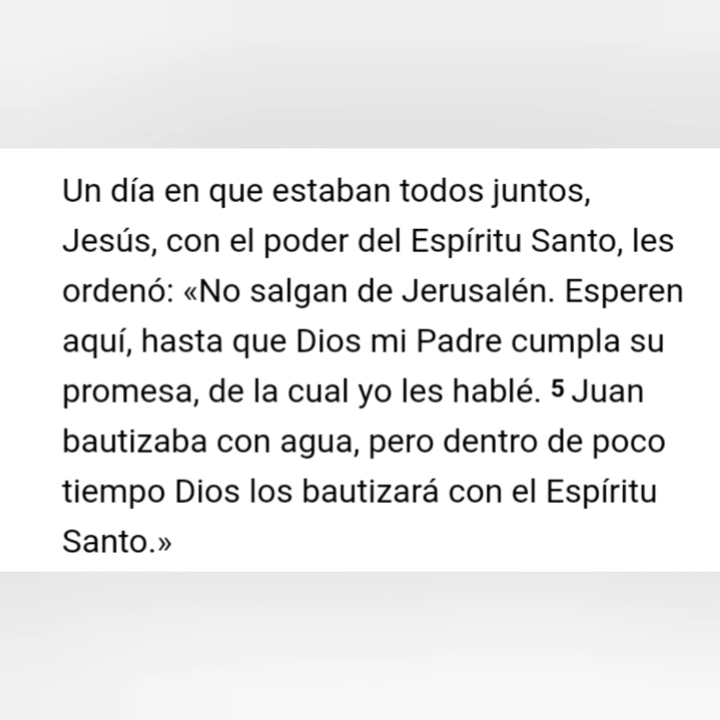 Un día en que estaban todos juntos,
Jesús, con el poder del Espíritu Santo, les
ordenó: «No salgan de Jerusalén. Esperen
aquí, hasta que Dios mi Padre cumpla su
promesa, de la cual yo les hablé. 5 Juan
bautizaba con agua, pero dentro de poco
tiempo Dios los bautizará con el Espíritu
Santo.»